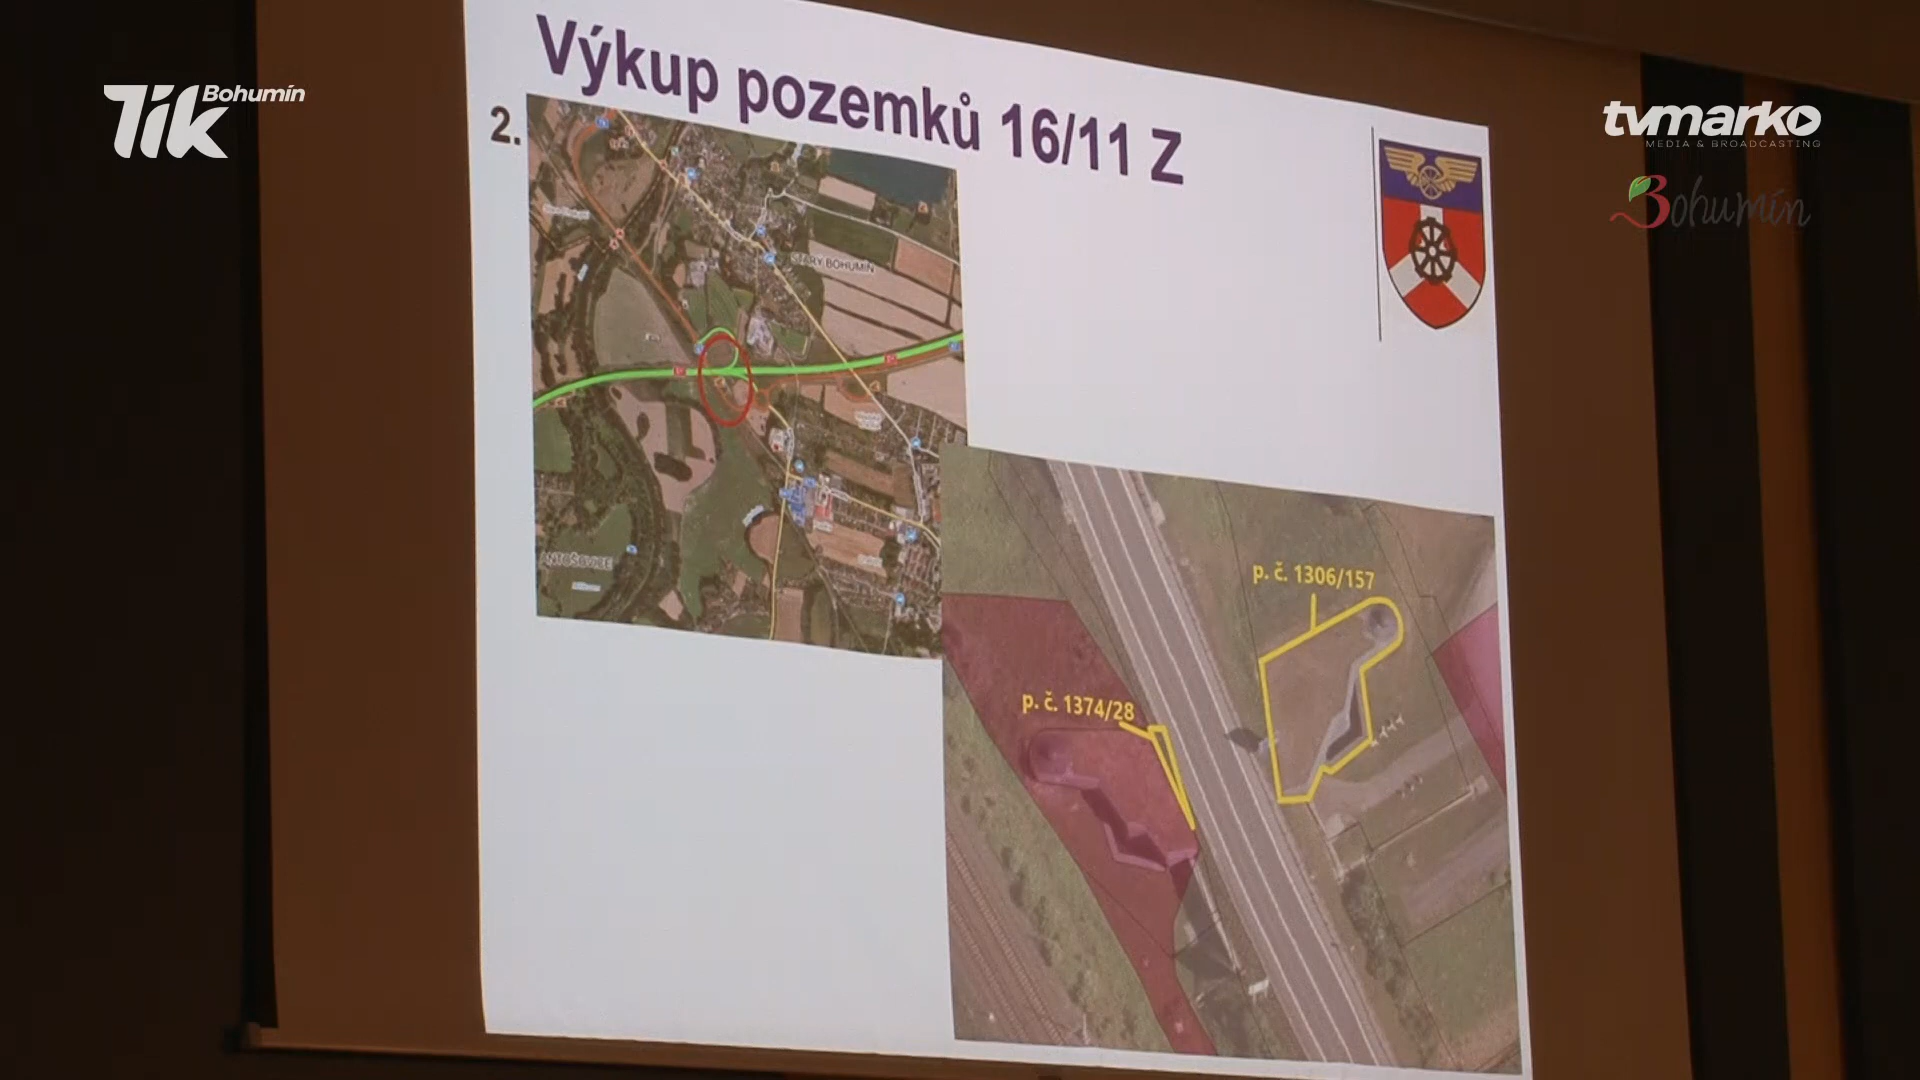 Tik Bohumín
tvmarko
MEDIA & BROADCASTING
Bohumín
Výkup pozemků 16/11 Z
2.
STARÝ BOHUMÍN
ANTOŠOVICE
p. č. 1306/157
p. č. 1374/28